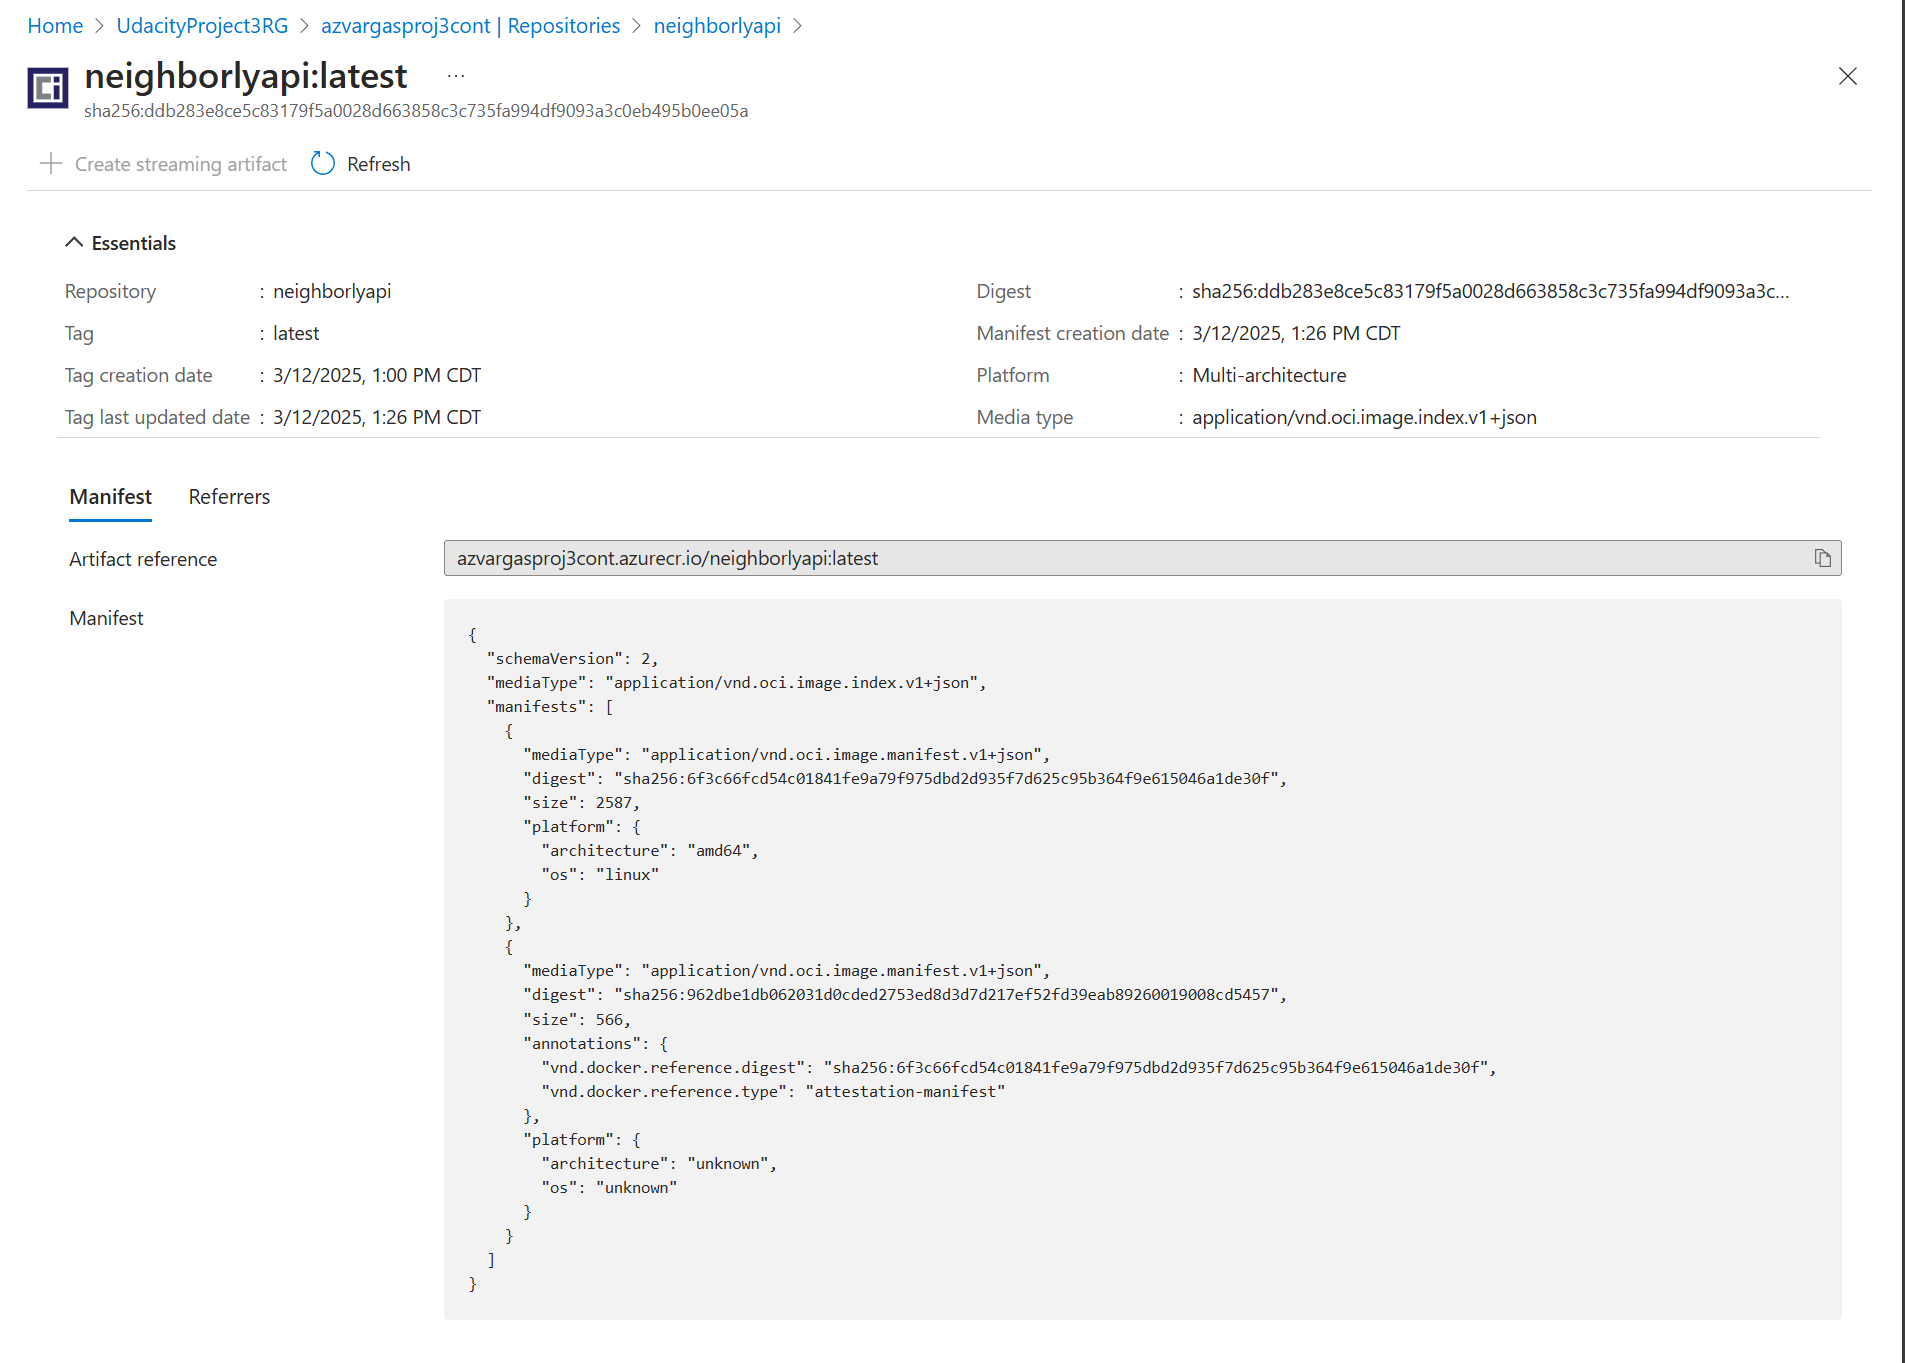 Home > UdacityProject3RG > azvargasproj3cont | Repositories > neighborlyapi >
neighborlyapi:latest ...
sha256:ddb283e8ce5c83179f5a0028d663858c3c735fa994df9093a3c0eb495b0ee05a
Create streaming artifact Refresh
Essentials
Repository : neighborlyapi
Digest : sha256:ddb283e8ce5c83179f5a0028d663858c3c735fa994df9093a3c...
Tag : latest
Manifest creation date : 3/12/2025, 1:26 PM CDT
Tag creation date : 3/12/2025, 1:00 PM CDT
Platform : Multi-architecture
Tag last updated date : 3/12/2025, 1:26 PM CDT
Media type : application/vnd.oci.image.index.v1+json
Manifest Referrers
Artifact reference azvargasproj3cont.azurecr.io/neighborlyapi:latest
Manifest
{
"schemaVersion": 2,
"mediaType": "application/vnd.oci.image.index.v1+json",
"manifests": [
{
"mediaType": "application/vnd.oci.image.manifest.v1+json",
"digest": "sha256:6f3c66fcd54c01841fe9a79f975dbd2d935f7d625c95b364f9e615046a1de30f",
"size": 2587,
"platform": {
"architecture": "amd64",
"os": "linux"
}
},
{
"mediaType": "application/vnd.oci.image.manifest.v1+json",
"digest": "sha256:962dbe1db062031d0cded2753ed8d3d7d217ef52fd39eab89260019008cd5457",
"size": 566,
"annotations": {
"vnd.docker.reference.digest": "sha256:6f3c66fcd54c01841fe9a79f975dbd2d935f7d625c95b364f9e615046a1de30f",
"vnd.docker.reference.type": "attestation-manifest"
},
"platform": {
"architecture": "unknown",
"os": "unknown"
}
}
]
}